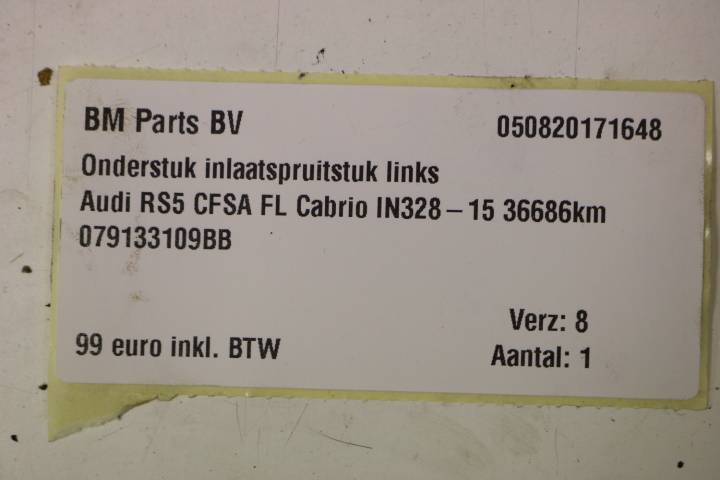 BM Parts BV 050820171648
Onderstuk inlaatspruitstuk links
Audi RS5 CFSA FL Cabrio IN328 – 15 36686km
079133109BB
Verz: 8
99 euro inkl. BTW Aantal: 1